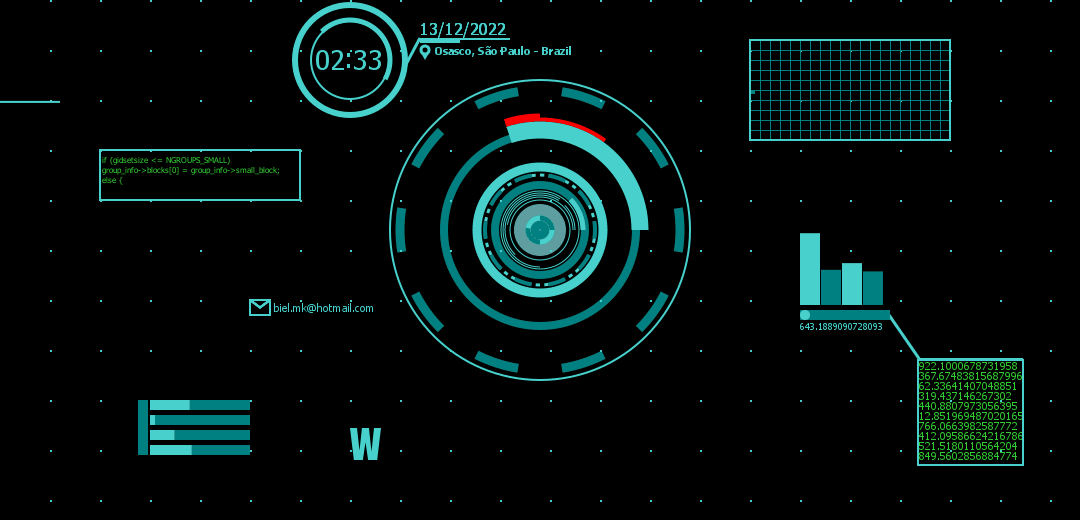 13/12/2022
02:33
Osasco, São Paulo - Brazil
if (gidsetsize <= NGROUPS_SMALL)
group_info->blocks[0] = group_info->small_block;
else {
biel.mk@hotmail.com
643.1889090728093
922.1000678731958
367.67483815687996
62.33641407048851
319.437146267302
440.8807973056395
12.851969487020165
766.0663982587772
412.09586624216786
521.5180110564204
849.5602856884774
W